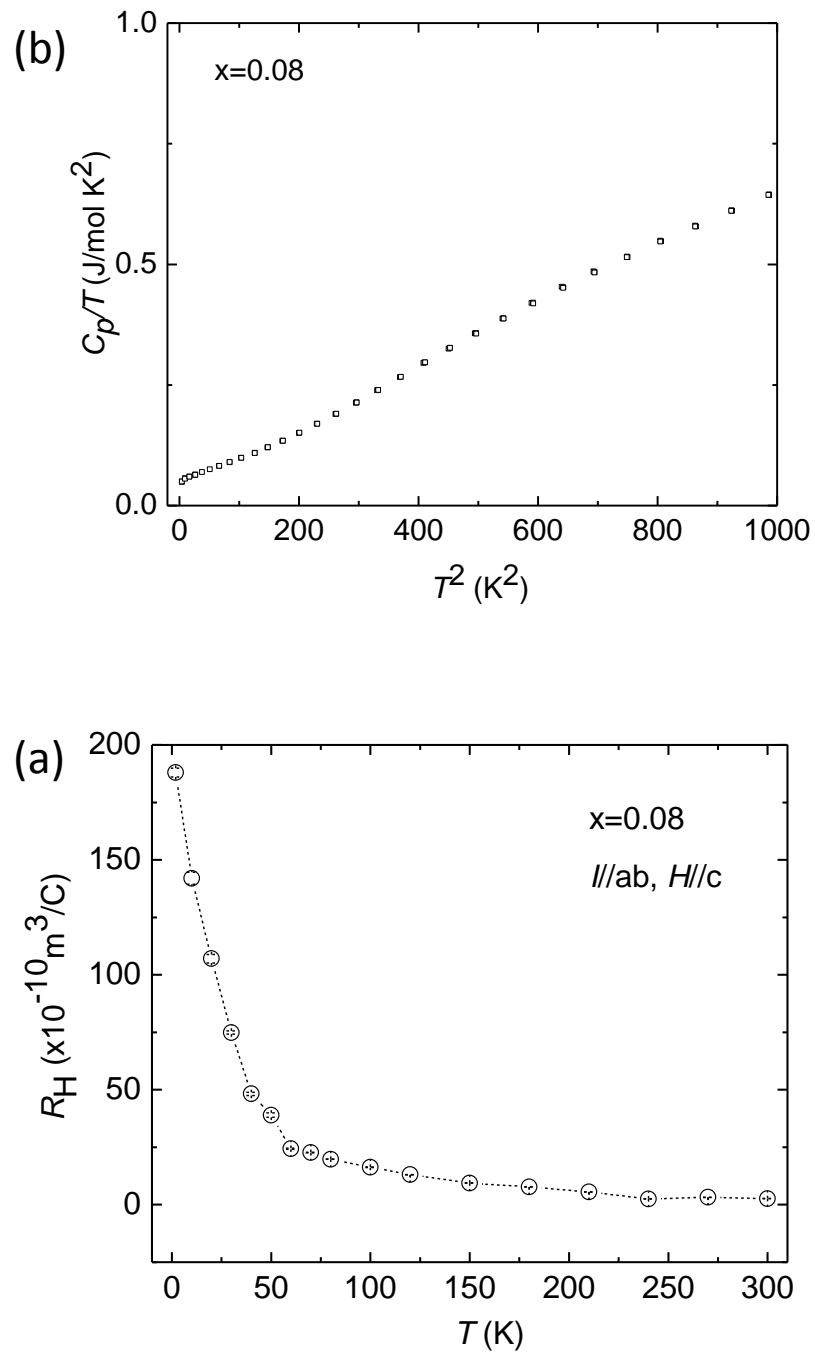 (b)
x=0.08
1.0
0.5
0.0
Cp/T (J/mol K²)
0 200 400 600 800 1000
T² (K²)
(a)
x=0.08
I//ab, H//c
200
150
100
50
0
RH (x10⁻¹⁰m³/C)
0 50 100 150 200 250 300
T (K)